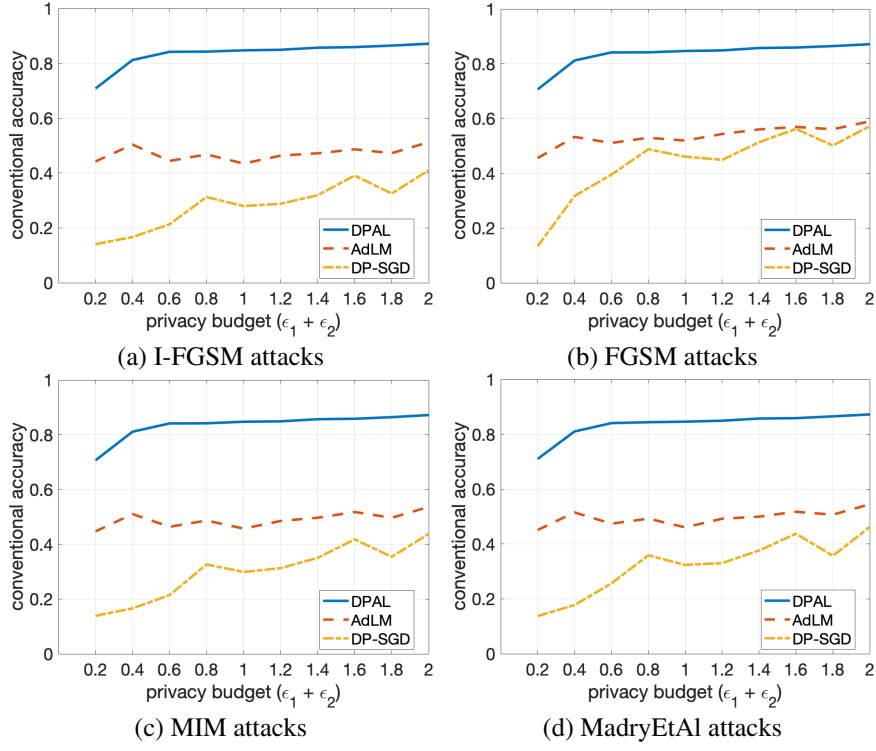 1
0.8
0.6
0.4
0.2
0
conventional accuracy
DPAL
AdLM
DP-SGD
0.2 0.4 0.6 0.8 1 1.2 1.4 1.6 1.8 2
privacy budget (ϵ1 + ϵ2)
(a) I-FGSM attacks
1
0.8
0.6
0.4
0.2
0
conventional accuracy
DPAL
AdLM
DP-SGD
0.2 0.4 0.6 0.8 1 1.2 1.4 1.6 1.8 2
privacy budget (ϵ1 + ϵ2)
(b) FGSM attacks
1
0.8
0.6
0.4
0.2
0
conventional accuracy
DPAL
AdLM
DP-SGD
0.2 0.4 0.6 0.8 1 1.2 1.4 1.6 1.8 2
privacy budget (ϵ1 + ϵ2)
(c) MIM attacks
1
0.8
0.6
0.4
0.2
0
conventional accuracy
DPAL
AdLM
DP-SGD
0.2 0.4 0.6 0.8 1 1.2 1.4 1.6 1.8 2
privacy budget (ϵ1 + ϵ2)
(d) MadryEtAl attacks